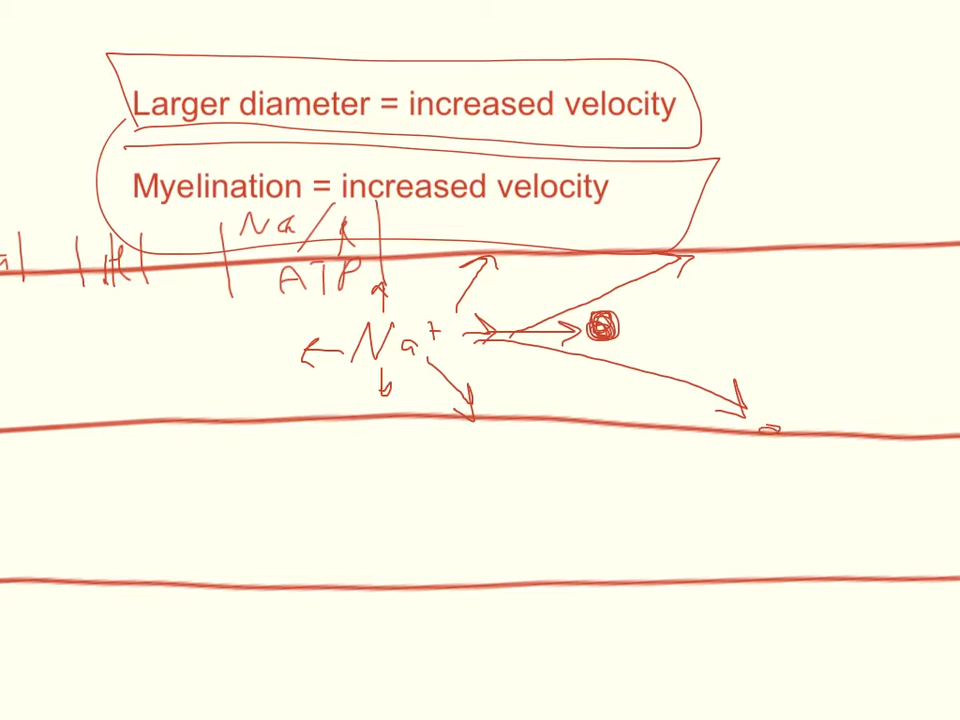 Larger diameter = increased velocity
Myelination = increased velocity
Na/K
ATP
Na+